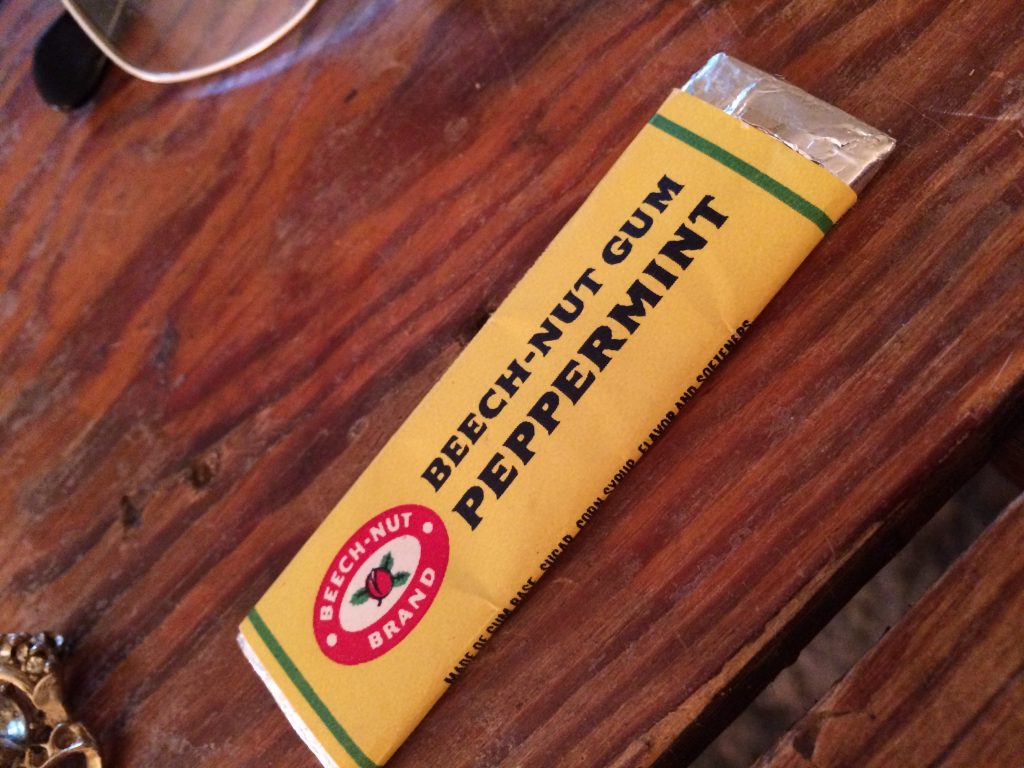 BEECH-NUT GUM
PEPPERMINT
BEECH-NUT
BRAND
MADE OF GUM BASE, SUGAR, CORN SYRUP, FLAVOR AND SOFTENERS